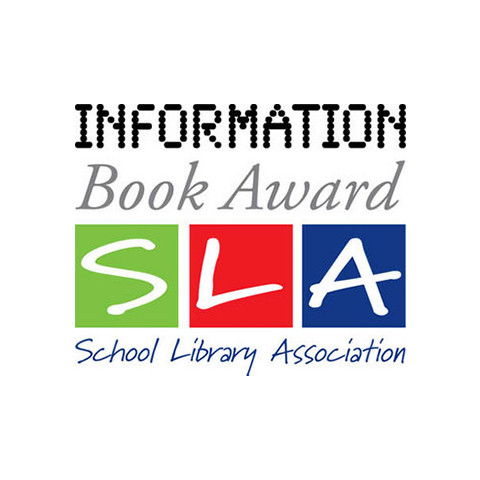 INFORMATION
Book Award
SLA
School Library Association